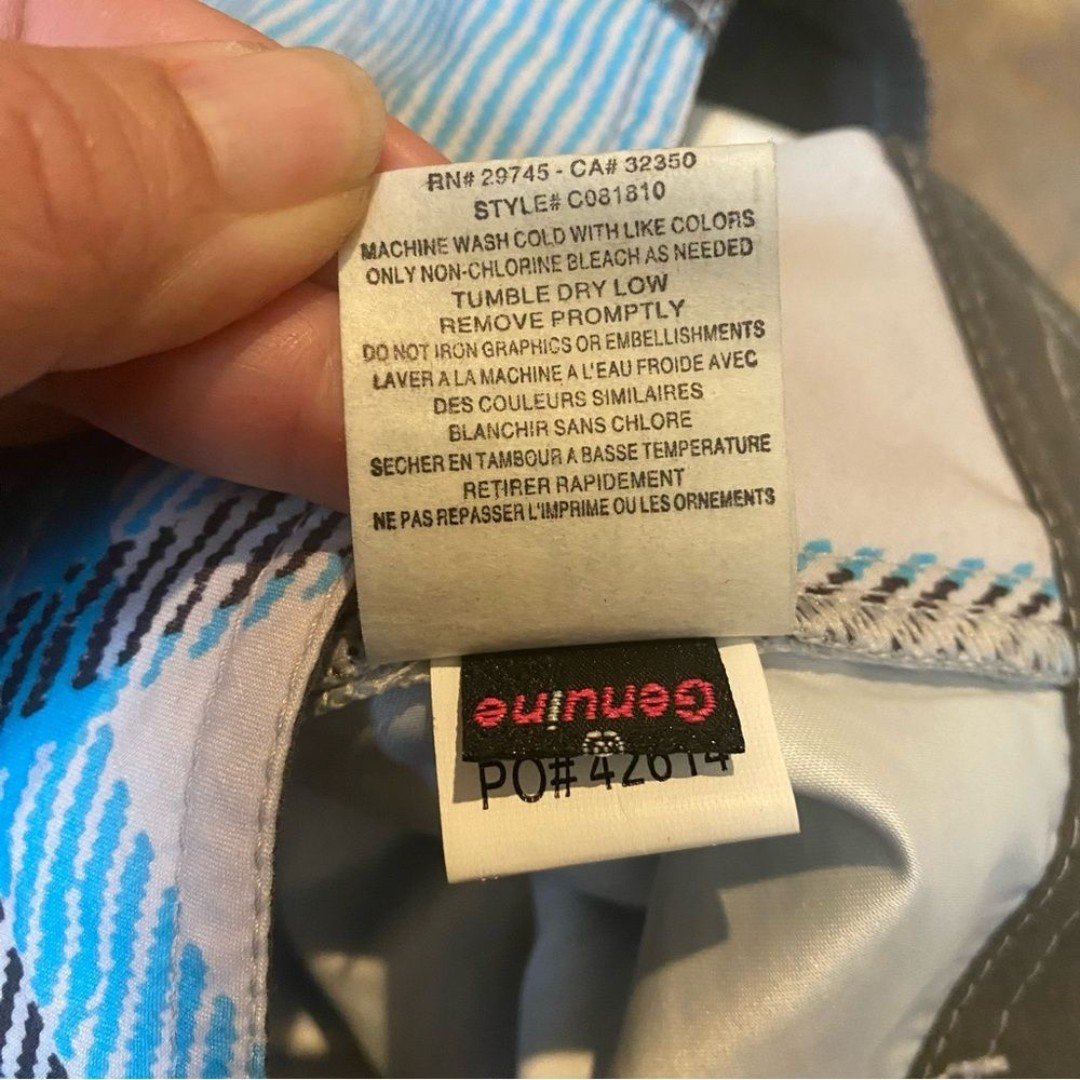 RN# 29745 - CA# 32350
STYLE# C081810
MACHINE WASH COLD WITH LIKE COLORS
ONLY NON-CHLORINE BLEACH AS NEEDED
TUMBLE DRY LOW
REMOVE PROMPTLY
DO NOT IRON GRAPHICS OR EMBELLISHMENTS
LAVER A LA MACHINE A L'EAU FROIDE AVEC
DES COULEURS SIMILAIRES
BLANCHIR SANS CHLORE
SECHER EN TAMBOUR A BASSE TEMPERATURE
RETIRER RAPIDEMENT
NE PAS REPASSER L'IMPRIME OU LES ORNEMENTS
Genuine
PO# 42614